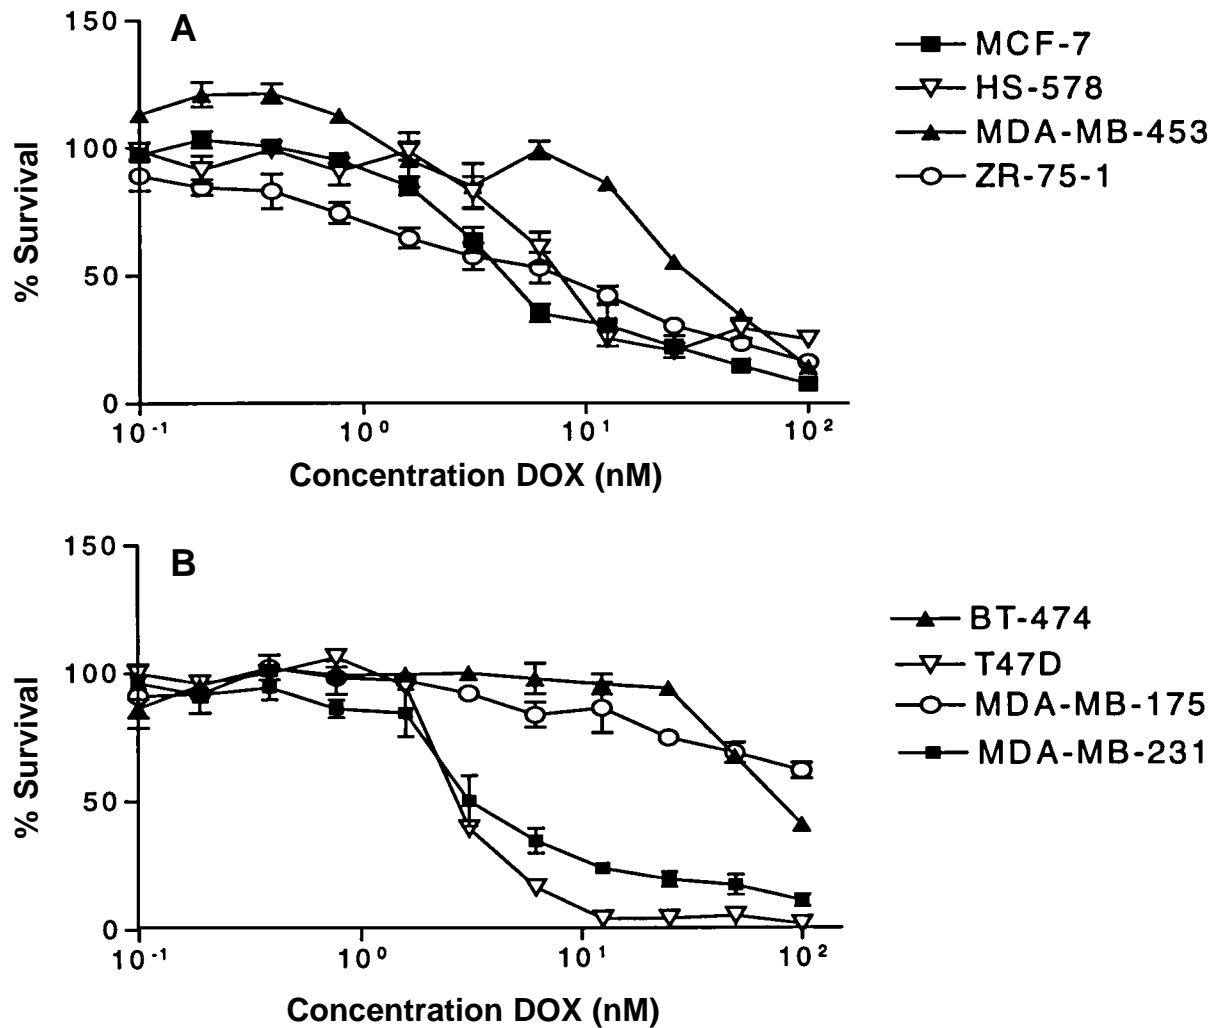 A
150
100
50
0
% Survival
10⁻¹
10⁰
10¹
10²
Concentration DOX (nM)
MCF-7
HS-578
MDA-MB-453
ZR-75-1
B
150
100
50
0
% Survival
10⁻¹
10⁰
10¹
10²
Concentration DOX (nM)
BT-474
T47D
MDA-MB-175
MDA-MB-231